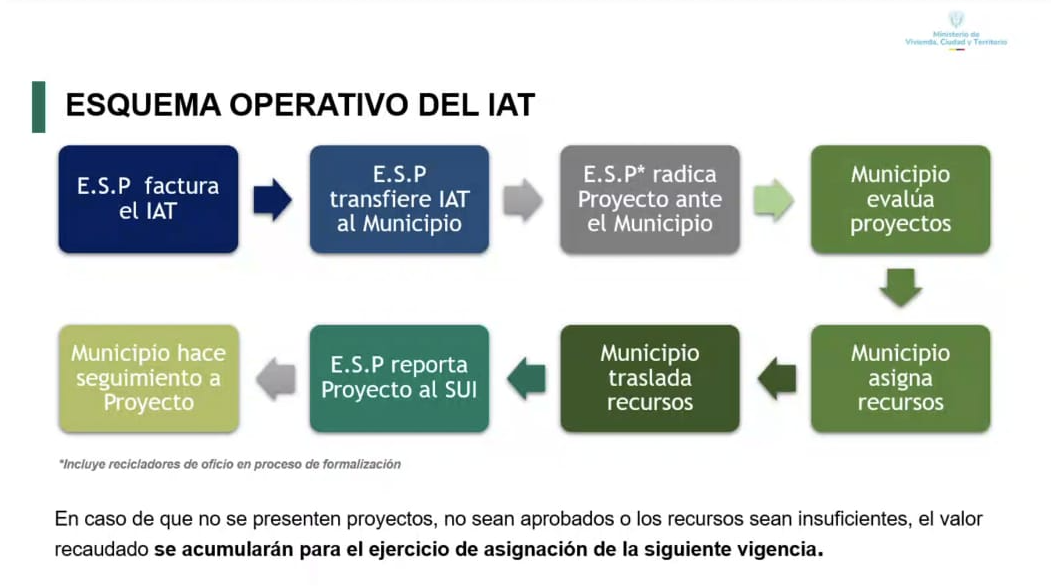 Ministerio de
Vivienda, Ciudad y Territorio
ESQUEMA OPERATIVO DEL IAT
E.S.P factura
el IAT
E.S.P
transfiere IAT
al Municipio
E.S.P* radica
Proyecto ante
el Municipio
Municipio
evalúa
proyectos
Municipio
asigna
recursos
Municipio
traslada
recursos
E.S.P reporta
Proyecto al SUI
Municipio hace
seguimiento a
Proyecto
*Incluye recicladores de oficio en proceso de formalización
En caso de que no se presenten proyectos, no sean aprobados o los recursos sean insuficientes, el valor
recaudado se acumularán para el ejercicio de asignación de la siguiente vigencia.